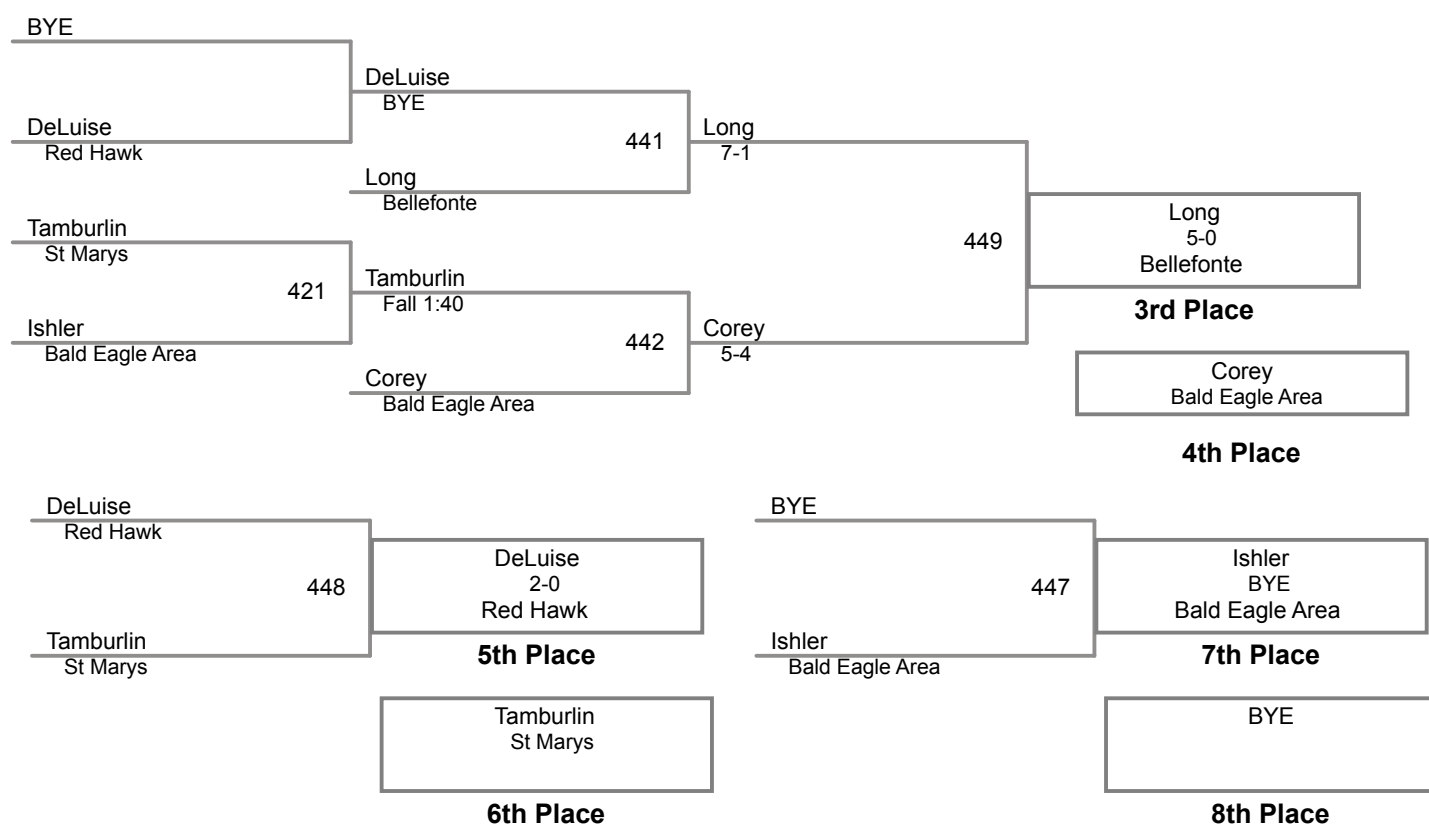 BYE
DeLuise
Red Hawk
Tamburlin
St Marys
421
Ishler
Bald Eagle Area
DeLuise
BYE
441
Long
Bellefonte
Tamburlin
Fall 1:40
442
Corey
Bald Eagle Area
Long
7-1
449
Corey
5-4
Long
5-0
Bellefonte
3rd Place
Corey
Bald Eagle Area
4th Place
DeLuise
Red Hawk
448
Tamburlin
St Marys
DeLuise
2-0
Red Hawk
5th Place
Tamburlin
St Marys
6th Place
BYE
447
Ishler
Bald Eagle Area
Ishler
BYE
Bald Eagle Area
7th Place
BYE
8th Place